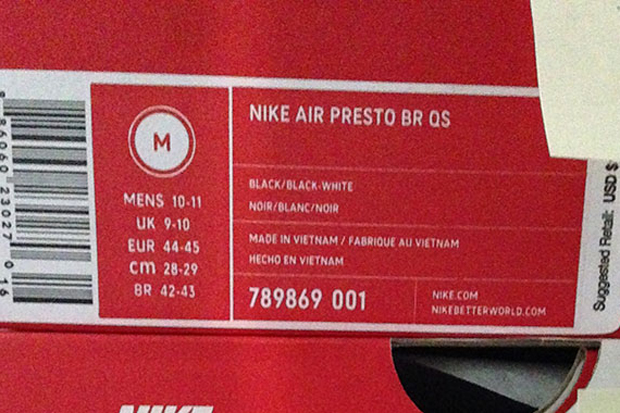 M
MENS 10-11
UK 9-10
EUR 44-45
cm 28-29
BR 42-43
NIKE AIR PRESTO BR QS
BLACK/BLACK-WHITE
NOIR/BLANC/NOIR
MADE IN VIETNAM / FABRIQUE AU VIETNAM
HECHO EN VIETNAM
789869 001
NIKE.COM
NIKEBETTERWORLD.COM
Suggested Retail: USD $
NIKE